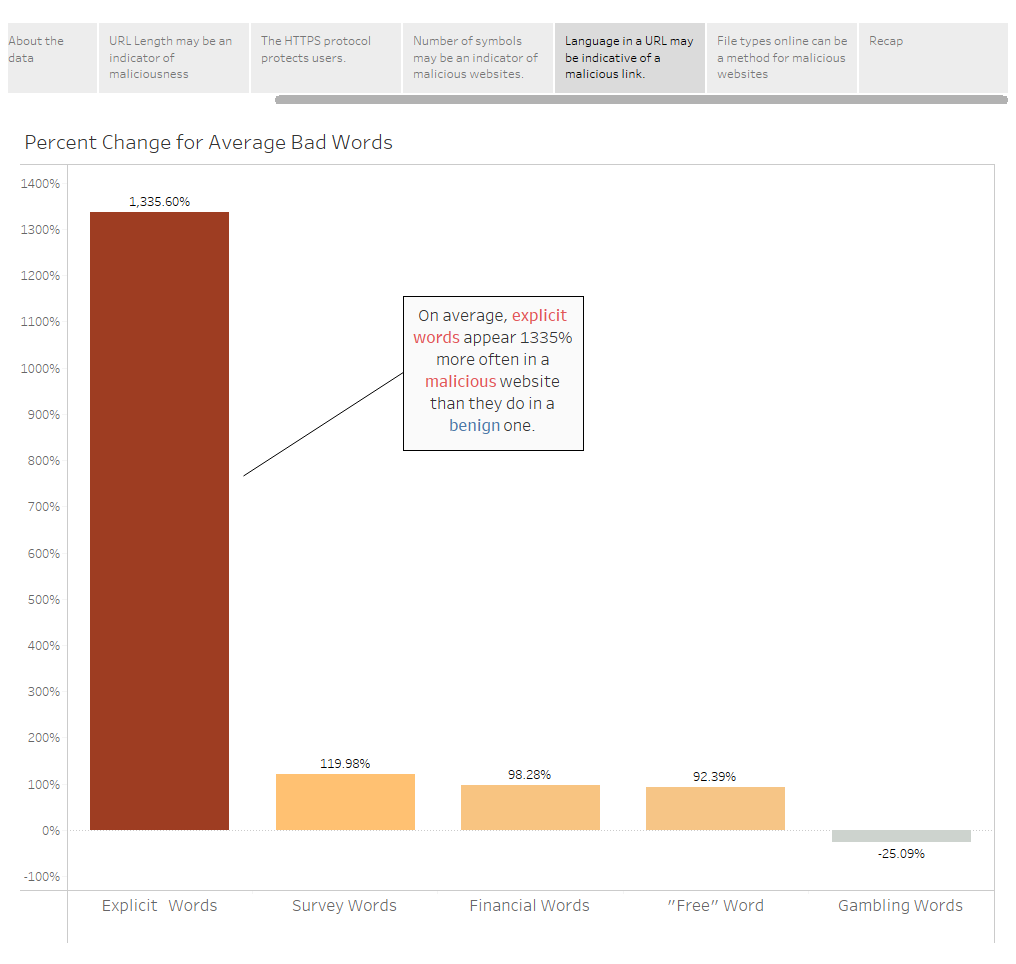 About the
data
URL Length may be an
indicator of
maliciousness
The HTTPS protocol
protects users.
Number of symbols
may be an indicator of
malicious websites.
Language in a URL may
be indicative of a
malicious link.
File types online can be
a method for malicious
websites
Recap
Percent Change for Average Bad Words
1400%
1300%
1200%
1100%
1000%
900%
800%
700%
600%
500%
400%
300%
200%
100%
0%
-100%
1,335.60%
On average, explicit
words appear 1335%
more often in a
malicious website
than they do in a
benign one.
119.98%
98.28%
92.39%
-25.09%
Explicit Words
Survey Words
Financial Words
"Free" Word
Gambling Words